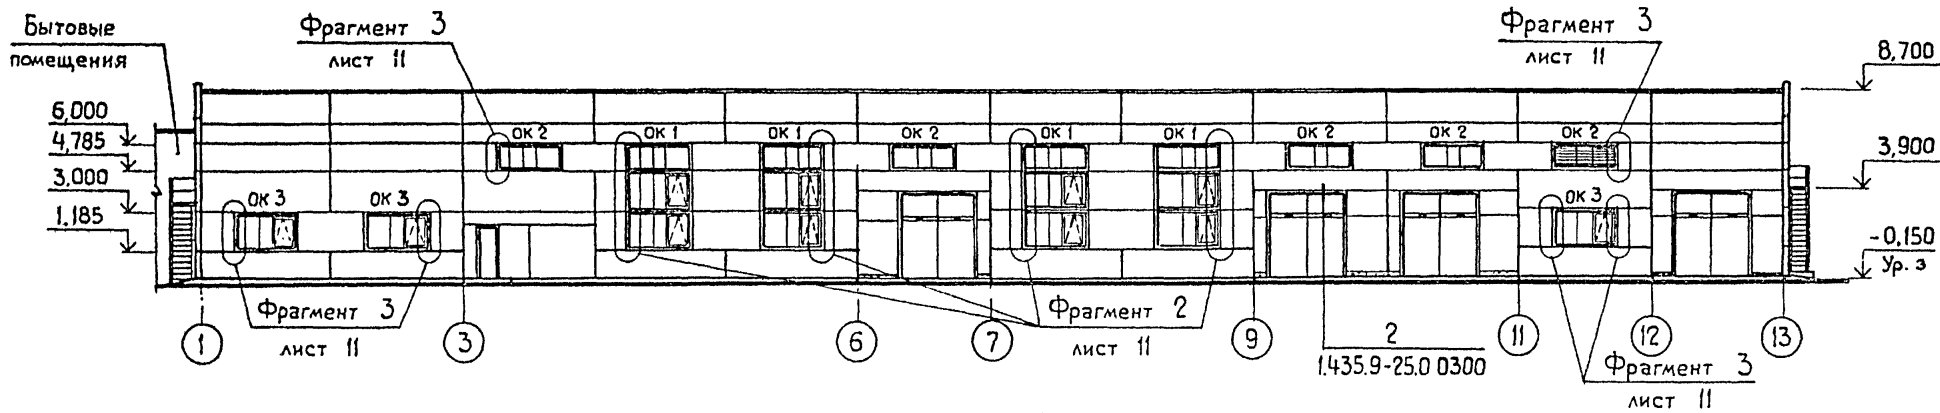 Бытовые
помещения
Фрагмент 3
лист 11
Фрагмент 3
лист 11
8,700
6,000
4,785
3,000
1,185
3,900
-0,150
Ур. з
ок 2
ок 1
ок 1
ок 2
ок 1
ок 1
ок 2
ок 2
ок 2
ок 3
ок 3
ок 3
Фрагмент 3
лист 11
Фрагмент 2
лист 11
2
1.435.9-25.0 0300
Фрагмент 3
лист 11
1
3
6
7
9
11
12
13